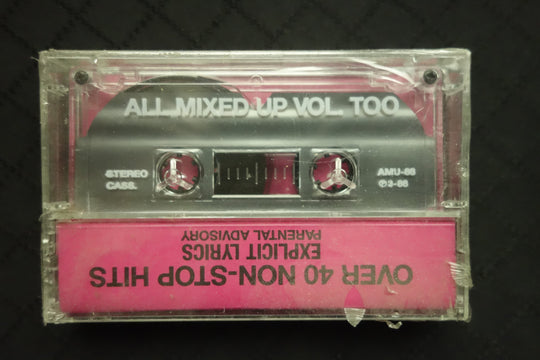 ALL MIXED UP VOL. TOO
STEREO
CASS.
AMU-86
℗2-86
OVER 40 NON-STOP HITS
EXPLICIT LYRICS
PARENTAL ADVISORY